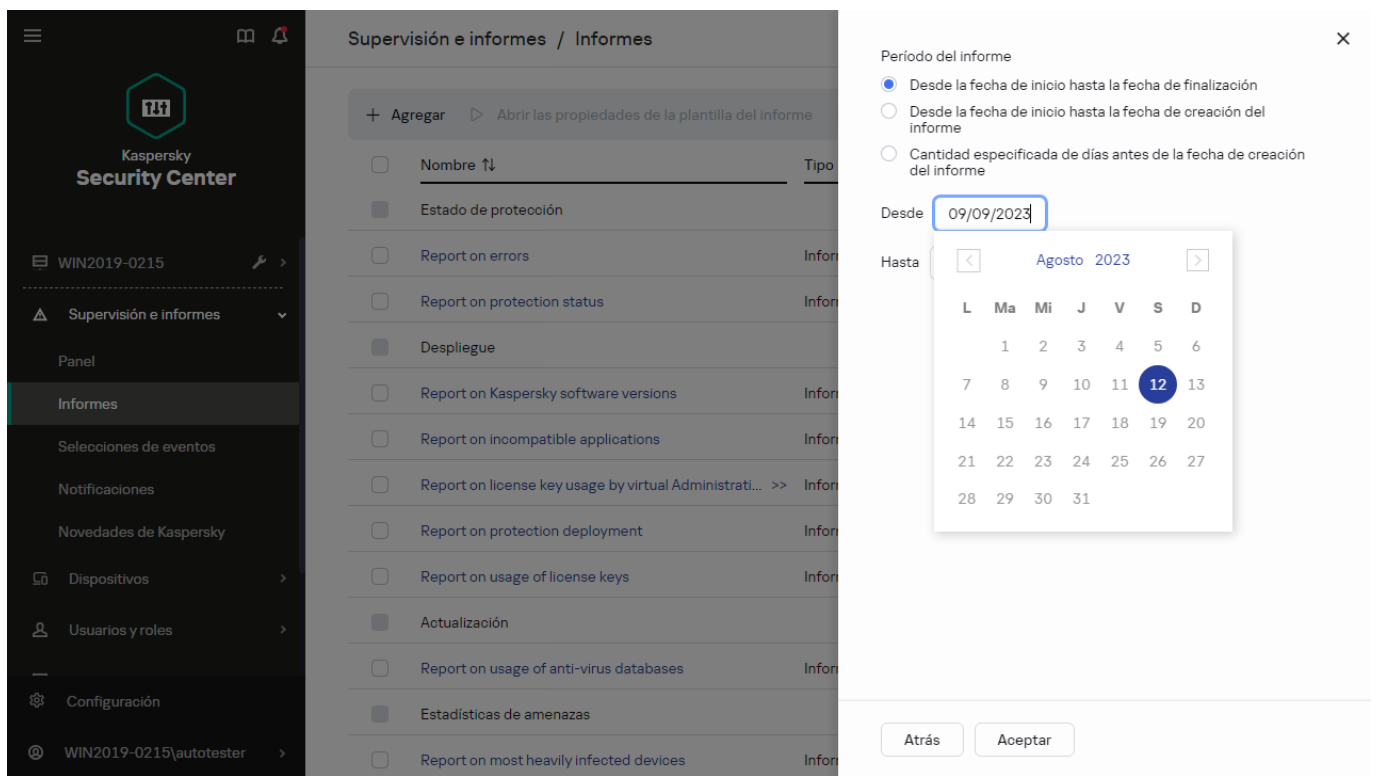 Kaspersky
Security Center
WIN2019-0215
Supervisión e informes
Panel
Informes
Selecciones de eventos
Notificaciones
Novedades de Kaspersky
Dispositivos
Usuarios y roles
Configuración
WIN2019-0215\autotester
Supervisión e informes / Informes
+ Agregar Abrir las propiedades de la plantilla del informe
Nombre Tipo
Estado de protección
Report on errors Infor
Report on protection status Infor
Despliegue
Report on Kaspersky software versions Infor
Report on incompatible applications Infor
Report on license key usage by virtual Administrati... >> Infor
Report on protection deployment Infor
Report on usage of license keys Infor
Actualización
Report on usage of anti-virus databases Infor
Estadísticas de amenazas
Report on most heavily infected devices Infor
Período del informe
Desde la fecha de inicio hasta la fecha de finalización
Desde la fecha de inicio hasta la fecha de creación del
informe
Cantidad especificada de días antes de la fecha de creación
del informe
Desde 09/09/2023
Hasta
Agosto 2023
L Ma Mi J V S D
1 2 3 4 5 6
7 8 9 10 11 12 13
14 15 16 17 18 19 20
21 22 23 24 25 26 27
28 29 30 31
Atrás Aceptar